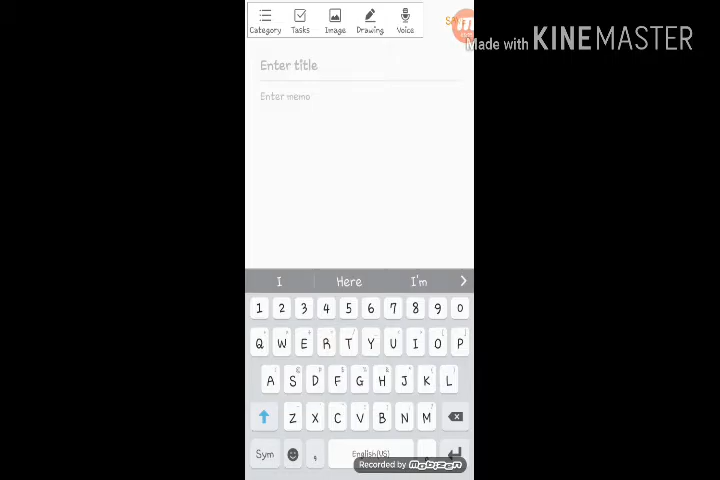 Category Tasks Image Drawing Voice
Made with KINEMASTER
Enter title
Enter memo
I Here I'm
1 2 3 4 5 6 7 8 9 0
Q W E R T Y U I O P
A S D F G H J K L
Z X C V B N M
Sym , English(US)
Recorded by mobizen